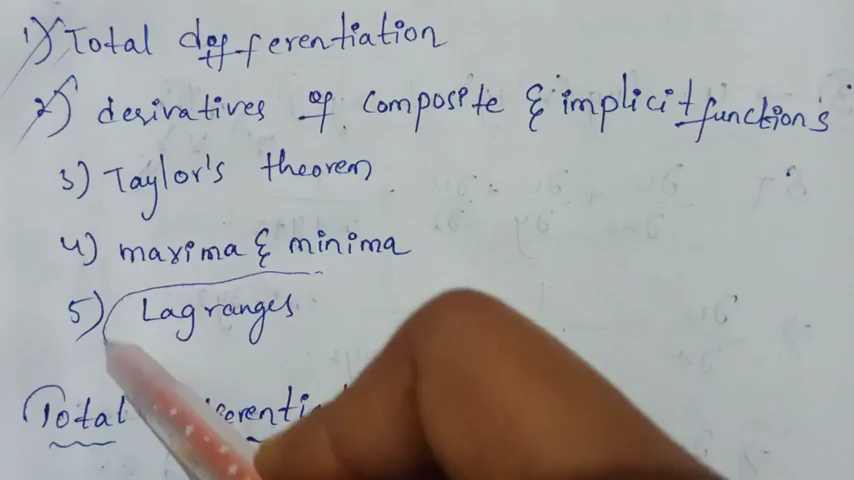 1) Total differentiation
2) derivatives of composite & implicit functions
3) Taylor's theorem
4) maxima & minima
5) Lagranges
Total